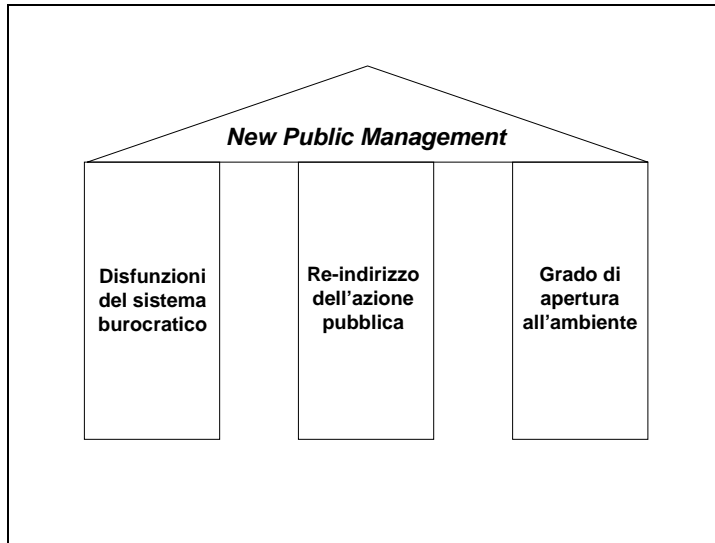 New Public Management
Disfunzioni
del sistema
burocratico
Re-indirizzo
dell'azione
pubblica
Grado di
apertura
all'ambiente